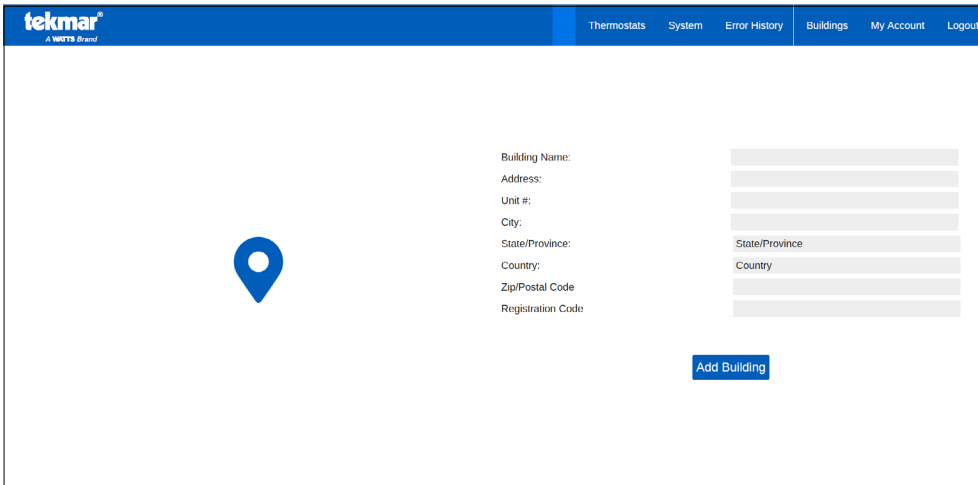 tekmar®
A WATTS Brand
Thermostats System Error History Buildings My Account Logout
Building Name:
Address:
Unit #:
City:
State/Province: State/Province
Country: Country
Zip/Postal Code
Registration Code
Add Building